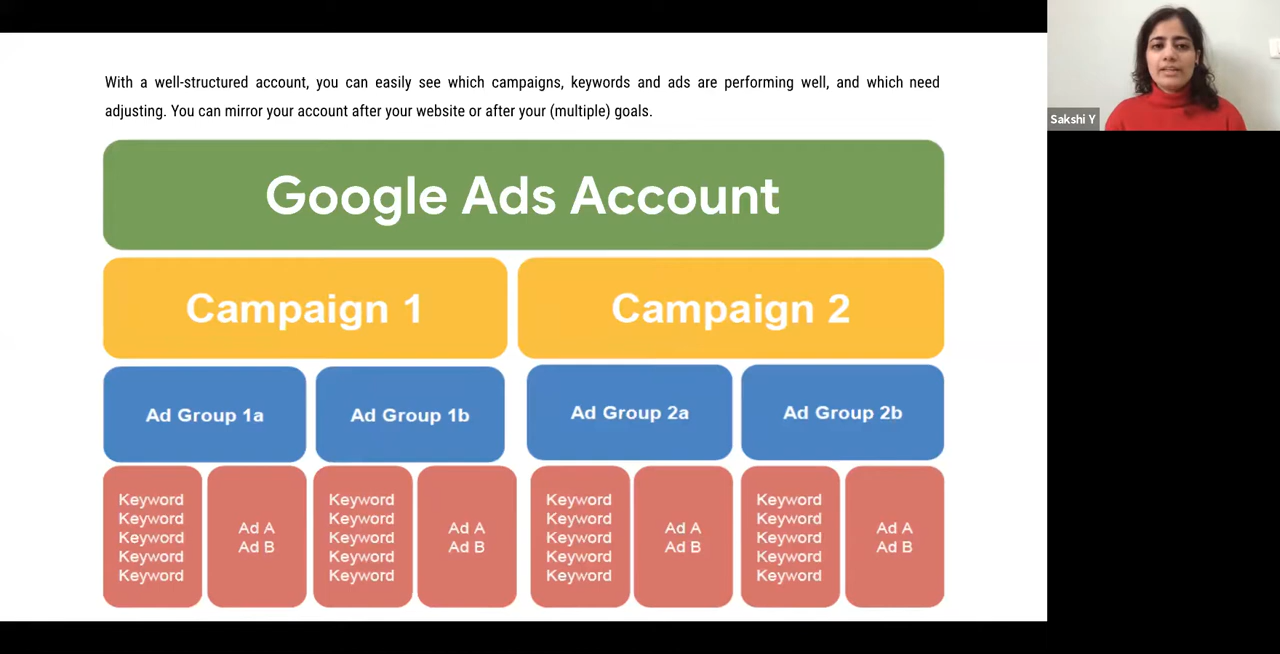 With a well-structured account, you can easily see which campaigns, keywords and ads are performing well, and which need
adjusting. You can mirror your account after your website or after your (multiple) goals.
Sakshi Y
Google Ads Account
Campaign 1
Campaign 2
Ad Group 1a
Ad Group 1b
Ad Group 2a
Ad Group 2b
Keyword
Keyword
Keyword
Keyword
Keyword
Ad A
Ad B
Keyword
Keyword
Keyword
Keyword
Keyword
Ad A
Ad B
Keyword
Keyword
Keyword
Keyword
Keyword
Ad A
Ad B
Keyword
Keyword
Keyword
Keyword
Keyword
Ad A
Ad B